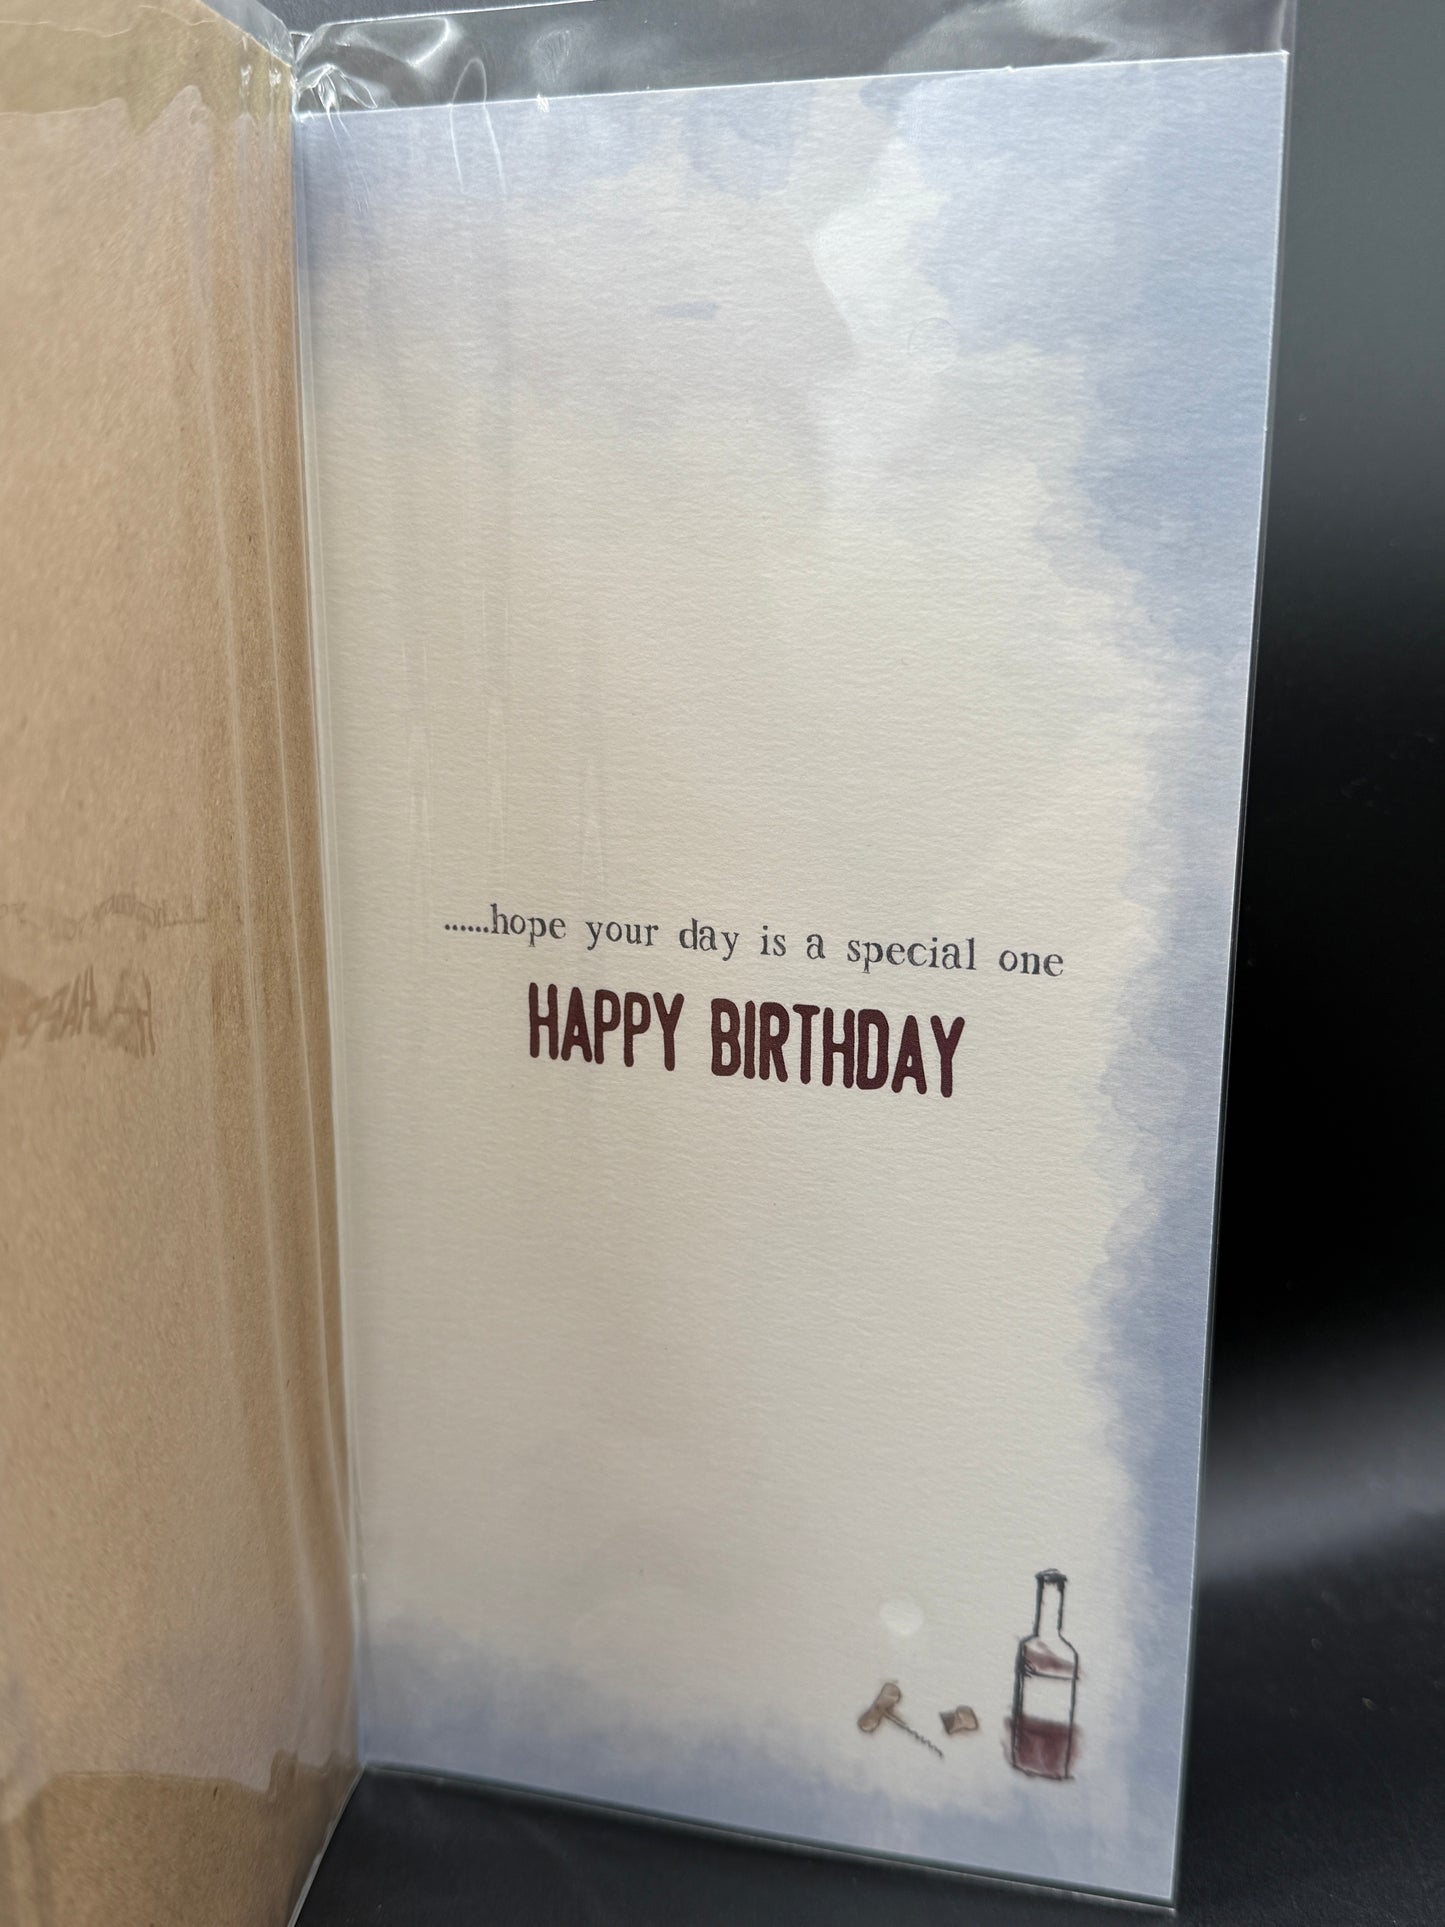 ......hope your day is a special one
HAPPY BIRTHDAY